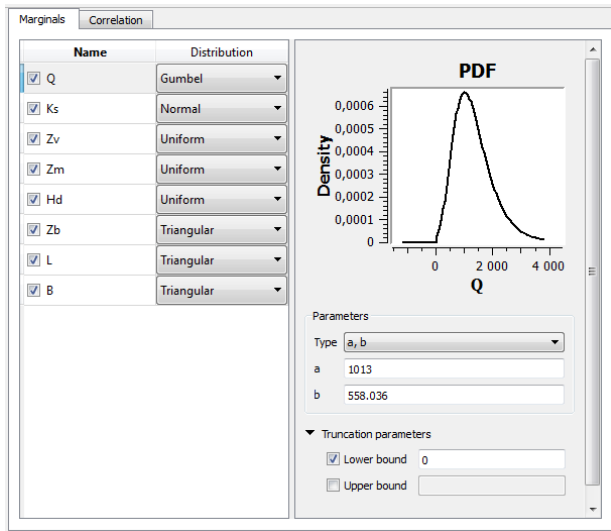 Marginals Correlation
Name Distribution
Q Gumbel
Ks Normal
Zv Uniform
Zm Uniform
Hd Uniform
Zb Triangular
L Triangular
B Triangular
PDF
Density
0,0006
0,0005
0,0004
0,0003
0,0002
0,0001
0
0 2 000 4 000
Q
Parameters
Type a, b
a 1013
b 558.036
Truncation parameters
Lower bound 0
Upper bound